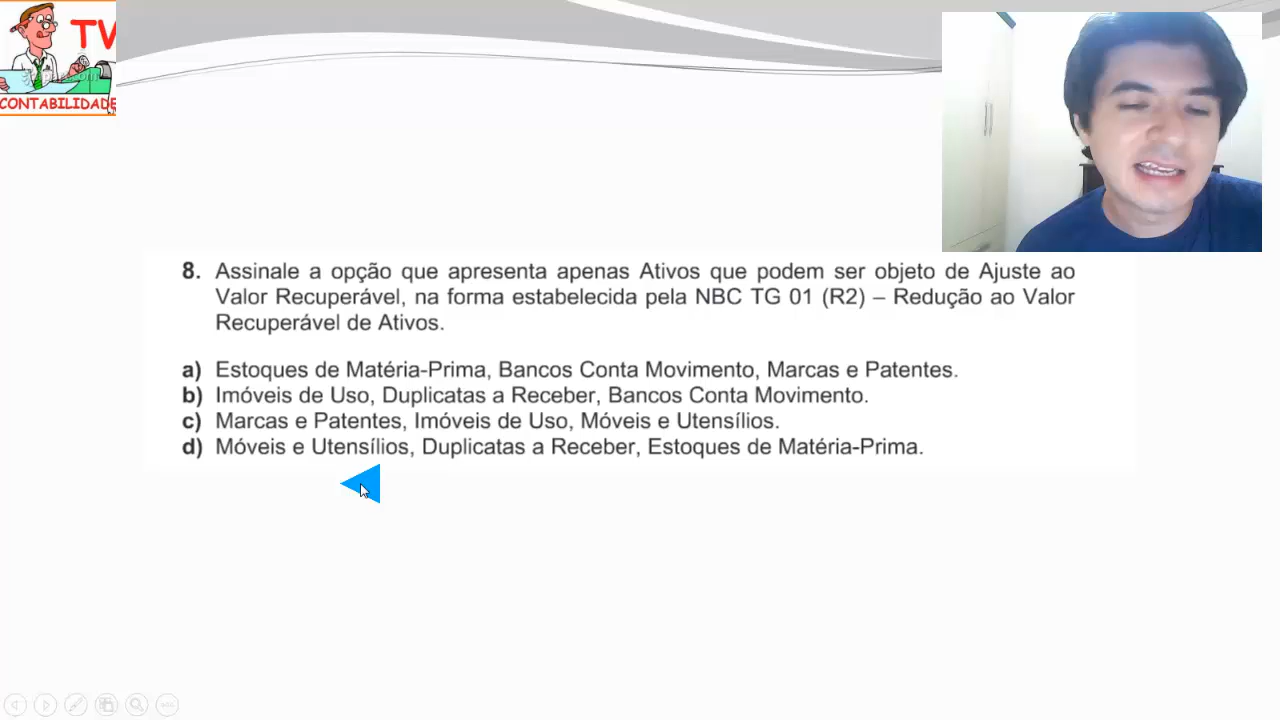 TV
CONTABILIDADE
8. Assinale a opção que apresenta apenas Ativos que podem ser objeto de Ajuste ao
Valor Recuperável, na forma estabelecida pela NBC TG 01 (R2) – Redução ao Valor
Recuperável de Ativos.
a) Estoques de Matéria-Prima, Bancos Conta Movimento, Marcas e Patentes.
b) Imóveis de Uso, Duplicatas a Receber, Bancos Conta Movimento.
c) Marcas e Patentes, Imóveis de Uso, Móveis e Utensílios.
d) Móveis e Utensílios, Duplicatas a Receber, Estoques de Matéria-Prima.